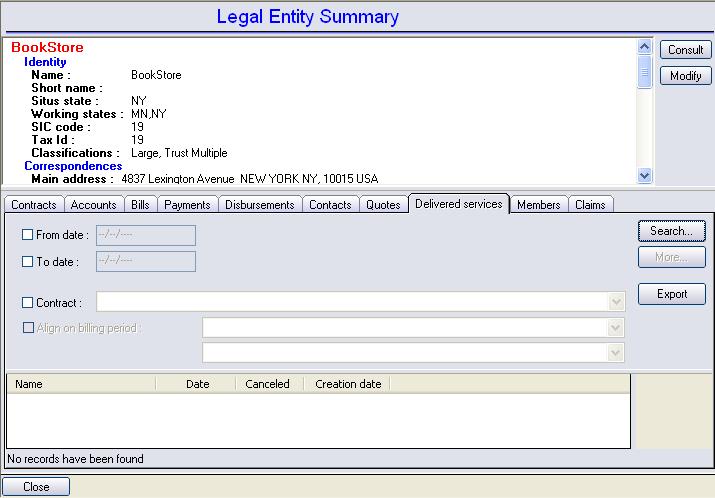 Legal Entity Summary
BookStore
Identity
Name : BookStore
Short name :
Situs state : NY
Working states : MN,NY
SIC code : 19
Tax Id : 19
Classifications : Large, Trust Multiple
Correspondences
Main address : 4837 Lexington Avenue NEW YORK NY, 10015 USA
Consult
Modify
Contracts Accounts Bills Payments Disbursements Contacts Quotes Delivered services Members Claims
From date : --/--/---- Search...
To date : --/--/---- More...
Contract : Export
Align on billing period :
Name Date Canceled Creation date
No records have been found
Close